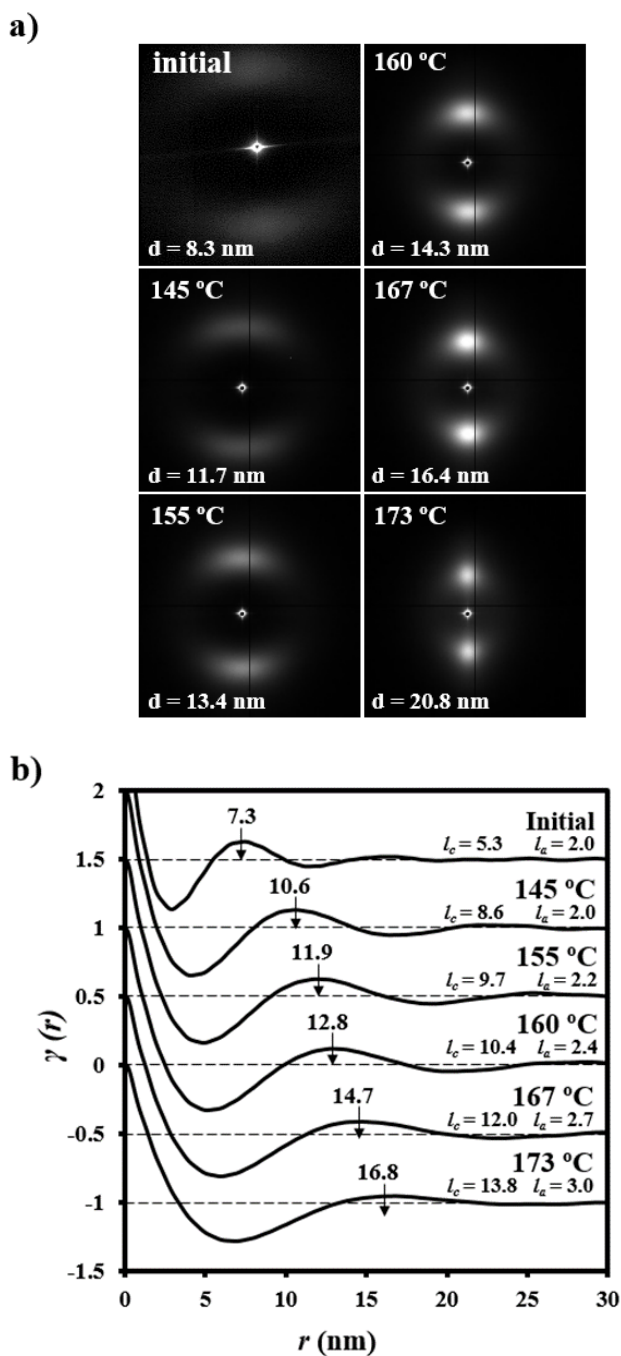 a)
initial
d = 8.3 nm
160 ºC
d = 14.3 nm
145 ºC
d = 11.7 nm
167 ºC
d = 16.4 nm
155 ºC
d = 13.4 nm
173 ºC
d = 20.8 nm
b)
2
7.3
Initial
1.5
lc = 5.3 la = 2.0
10.6
145 ºC
1
lc = 8.6 la = 2.0
11.9
155 ºC
0.5
lc = 9.7 la = 2.2
12.8
160 ºC
0
lc = 10.4 la = 2.4
14.7
167 ºC
-0.5
lc = 12.0 la = 2.7
16.8
173 ºC
-1
lc = 13.8 la = 3.0
-1.5
γ (r)
0 5 10 15 20 25 30
r (nm)